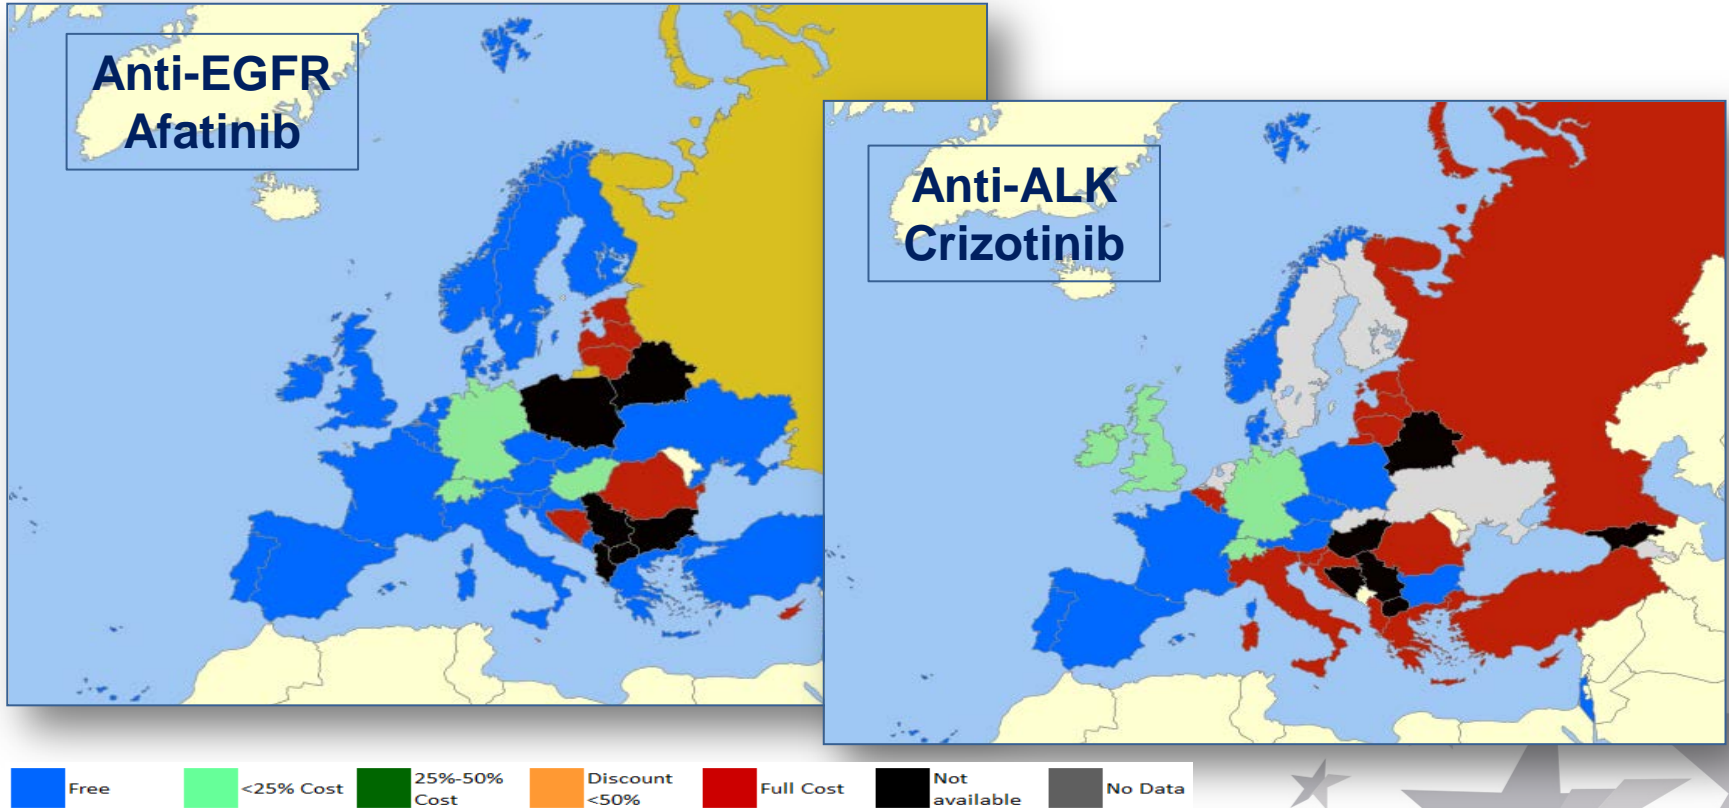 Anti-EGFR
Afatinib
Anti-ALK
Crizotinib
Free
<25% Cost
25%-50%
Cost
Discount
<50%
Full Cost
Not
available
No Data